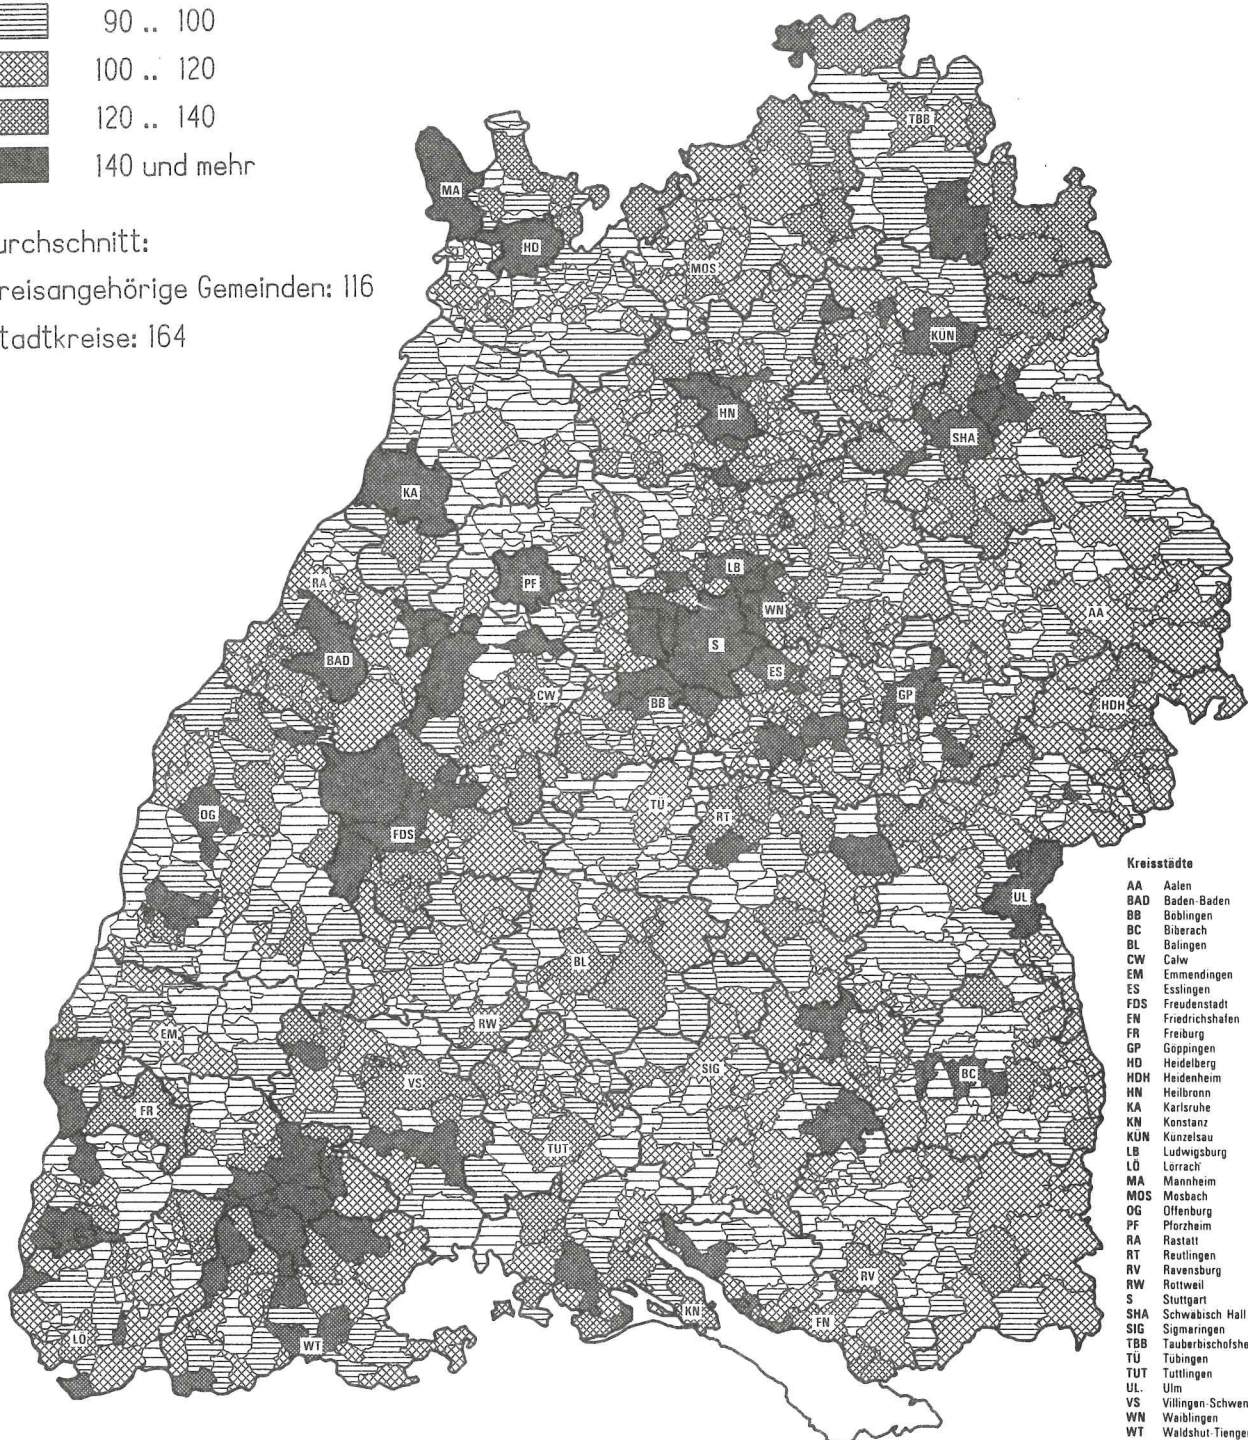 90 .. 100
100 .. 120
120 .. 140
140 und mehr
urchschnitt:
reisangehörige Gemeinden: 116
tadtkreise: 164
TBB
MA
HD
MOS
KÜN
HN
SHA
KA
LB
PF
RA
WN
AA
S
BAD
ES
CW
BB
GP
HDH
TÜ
OG
RT
FDS
UL
BL
RW
EM
SIG
BC
VS
FR
TUT
RV
KN
FN
LÖ
WT
Kreisstädte
AA Aalen
BAD Baden-Baden
BB Böblingen
BC Biberach
BL Balingen
CW Calw
EM Emmendingen
ES Esslingen
FDS Freudenstadt
FN Friedrichshafen
FR Freiburg
GP Göppingen
HD Heidelberg
HDH Heidenheim
HN Heilbronn
KA Karlsruhe
KN Konstanz
KÜN Künzelsau
LB Ludwigsburg
LÖ Lörrach
MA Mannheim
MOS Mosbach
OG Offenburg
PF Pforzheim
RA Rastatt
RT Reutlingen
RV Ravensburg
RW Rottweil
S Stuttgart
SHA Schwäbisch Hall
SIG Sigmaringen
TBB Tauberbischofshe
TÜ Tübingen
TUT Tuttlingen
UL. Ulm
VS Villingen-Schwen
WN Waiblingen
WT Waldshut-Tienge